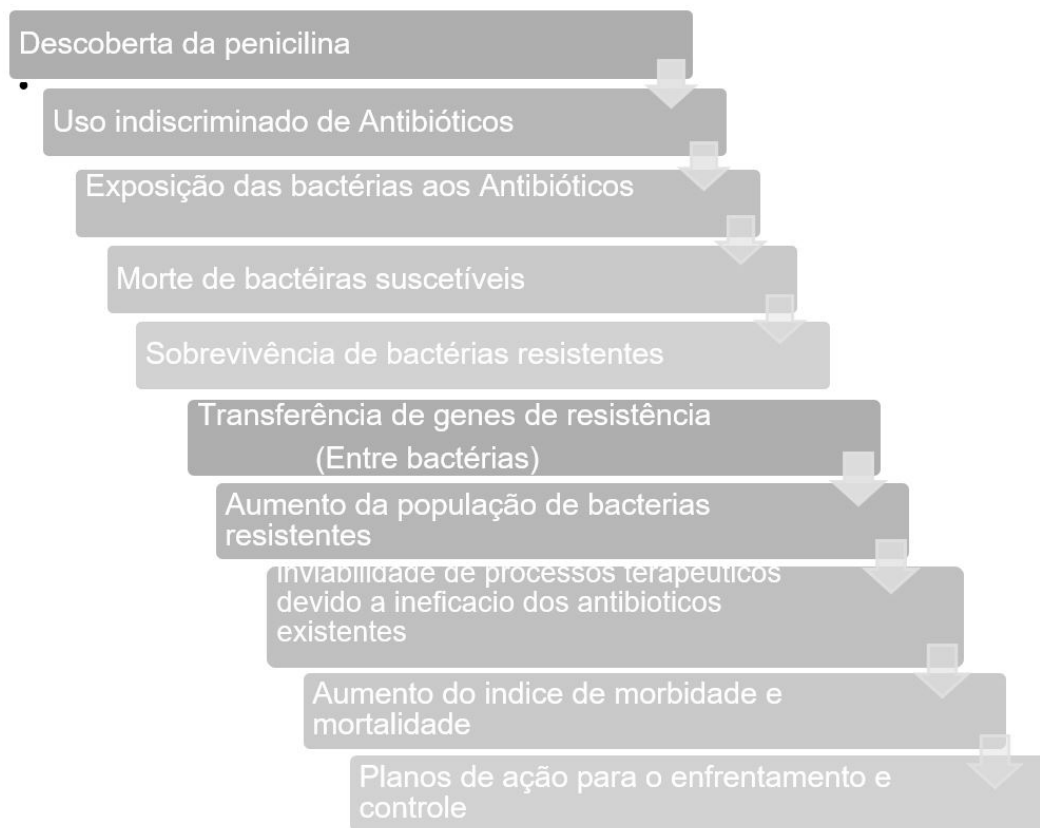 Descoberta da penicilina
Uso indiscriminado de Antibióticos
Exposição das bactérias aos Antibióticos
Morte de bactéiras suscetíveis
Sobrevivência de bactérias resistentes
Transferência de genes de resistência
(Entre bactérias)
Aumento da população de bacterias
resistentes
Inviabilidade de processos terapeuticos
devido a ineficacio dos antibioticos
existentes
Aumento do indice de morbidade e
mortalidade
Planos de ação para o enfrentamento e
controle